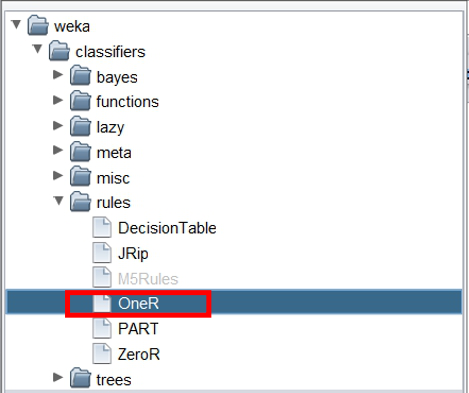 weka
classifiers
bayes
functions
lazy
meta
misc
rules
DecisionTable
JRip
M5Rules
OneR
PART
ZeroR
trees